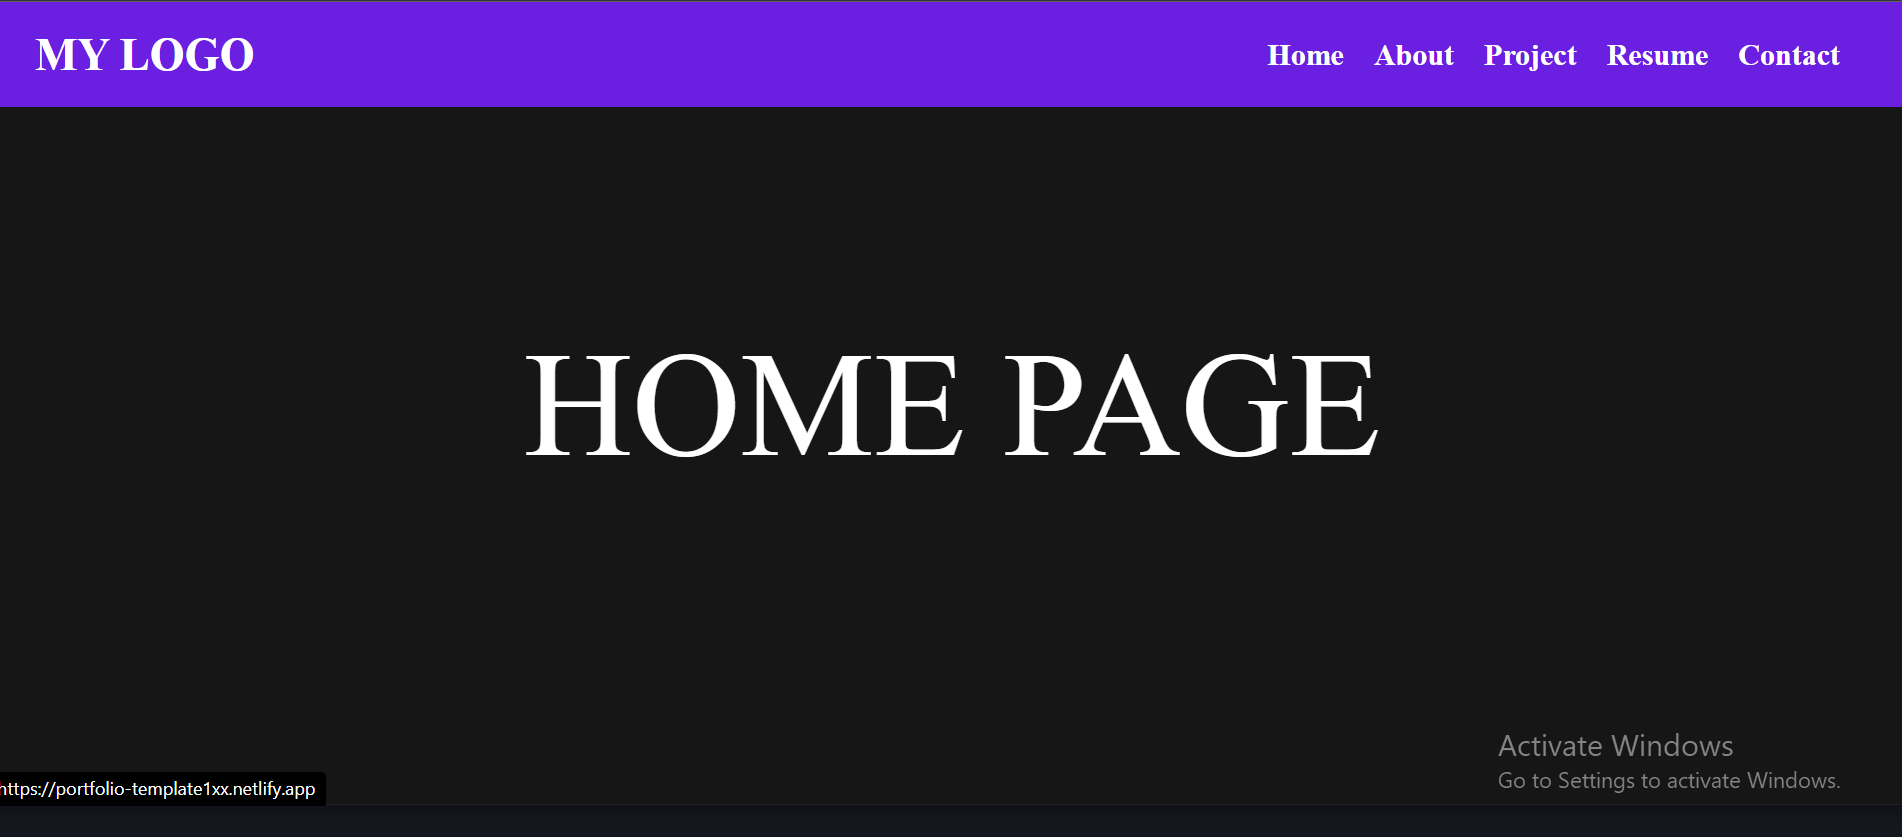 MY LOGO
Home About Project Resume Contact
HOME PAGE
Activate Windows
Go to Settings to activate Windows.
https://portfolio-template1xx.netlify.app